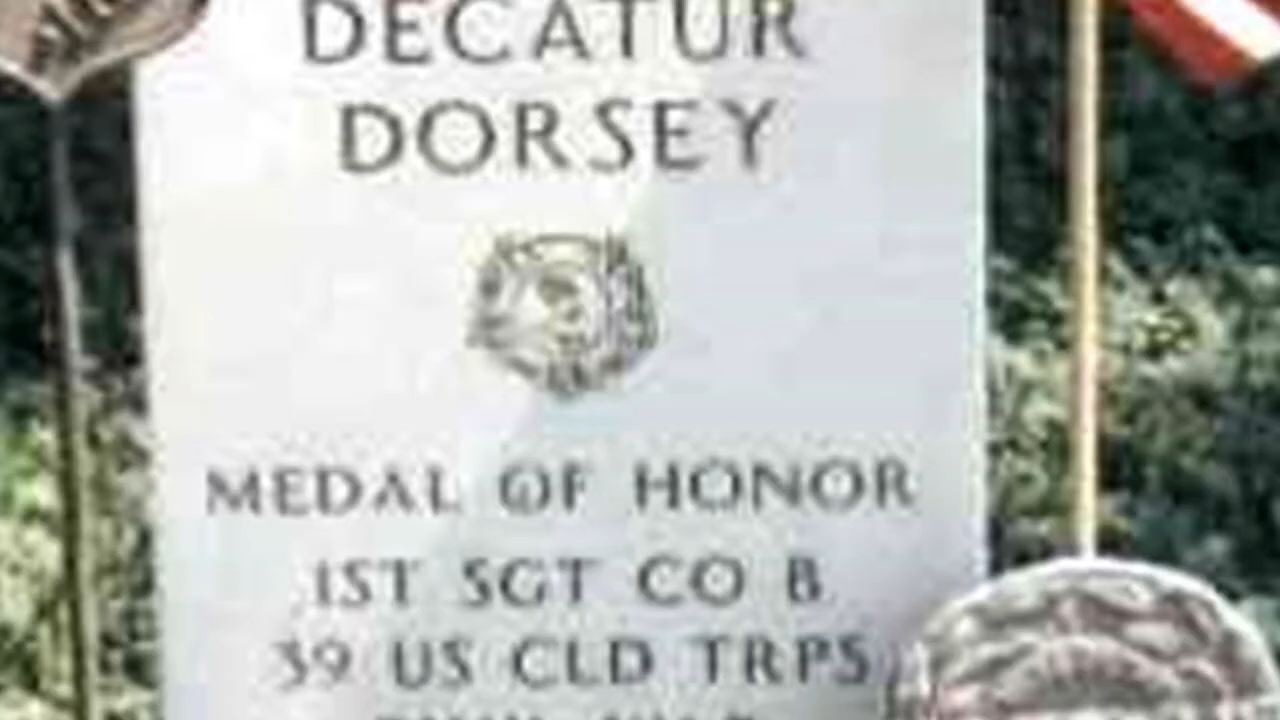 DECATUR
DORSEY
MEDAL OF HONOR
1ST SGT CO B
39 US CLD TRPS